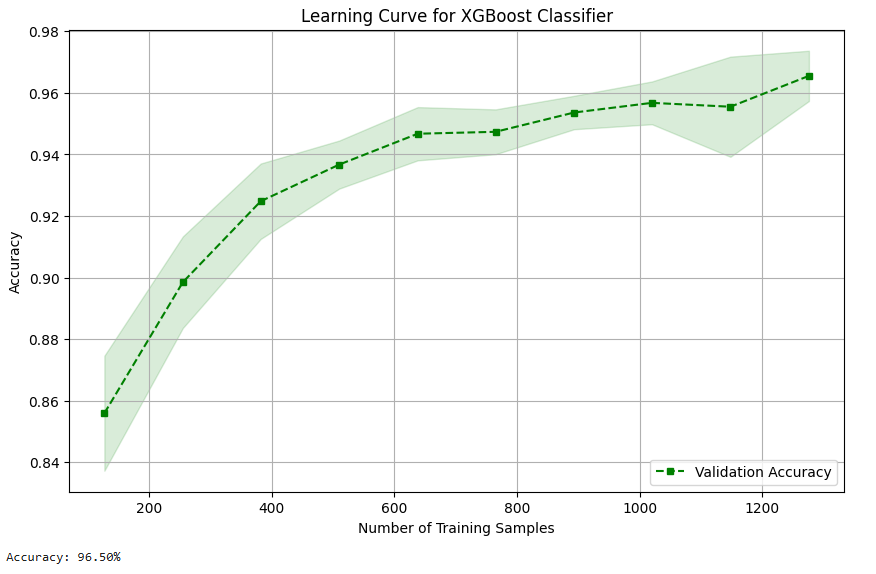 Learning Curve for XGBoost Classifier
0.98
0.96
0.94
0.92
0.90
0.88
0.86
0.84
Accuracy
Validation Accuracy
200 400 600 800 1000 1200
Number of Training Samples
Accuracy: 96.50%